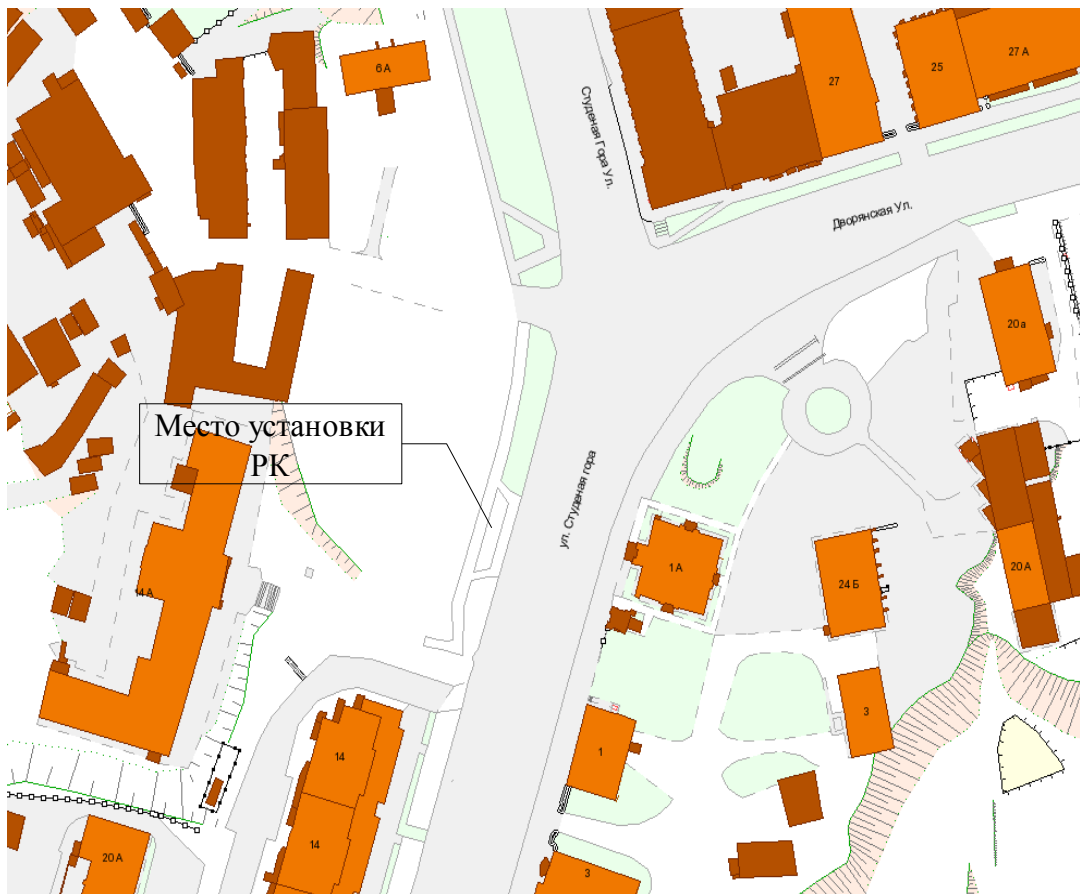 6 А
27
25
27 А
Студеная Гора Ул.
Дворянская Ул.
20а
Место установки
РК
ул. Студеная гора
1 А
24 Б
20 А
14 А
3
1
14
14
20 А
3